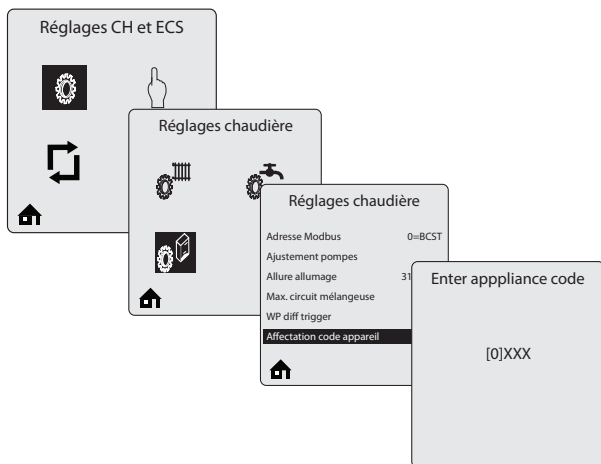 Réglages CH et ECS
Réglages chaudière
Réglages chaudière
Adresse Modbus 0=BCST
Ajustement pompes
Allure allumage 31
Max. circuit mélangeuse
WP diff trigger
Affectation code appareil
Enter apppliance code
[0]XXX